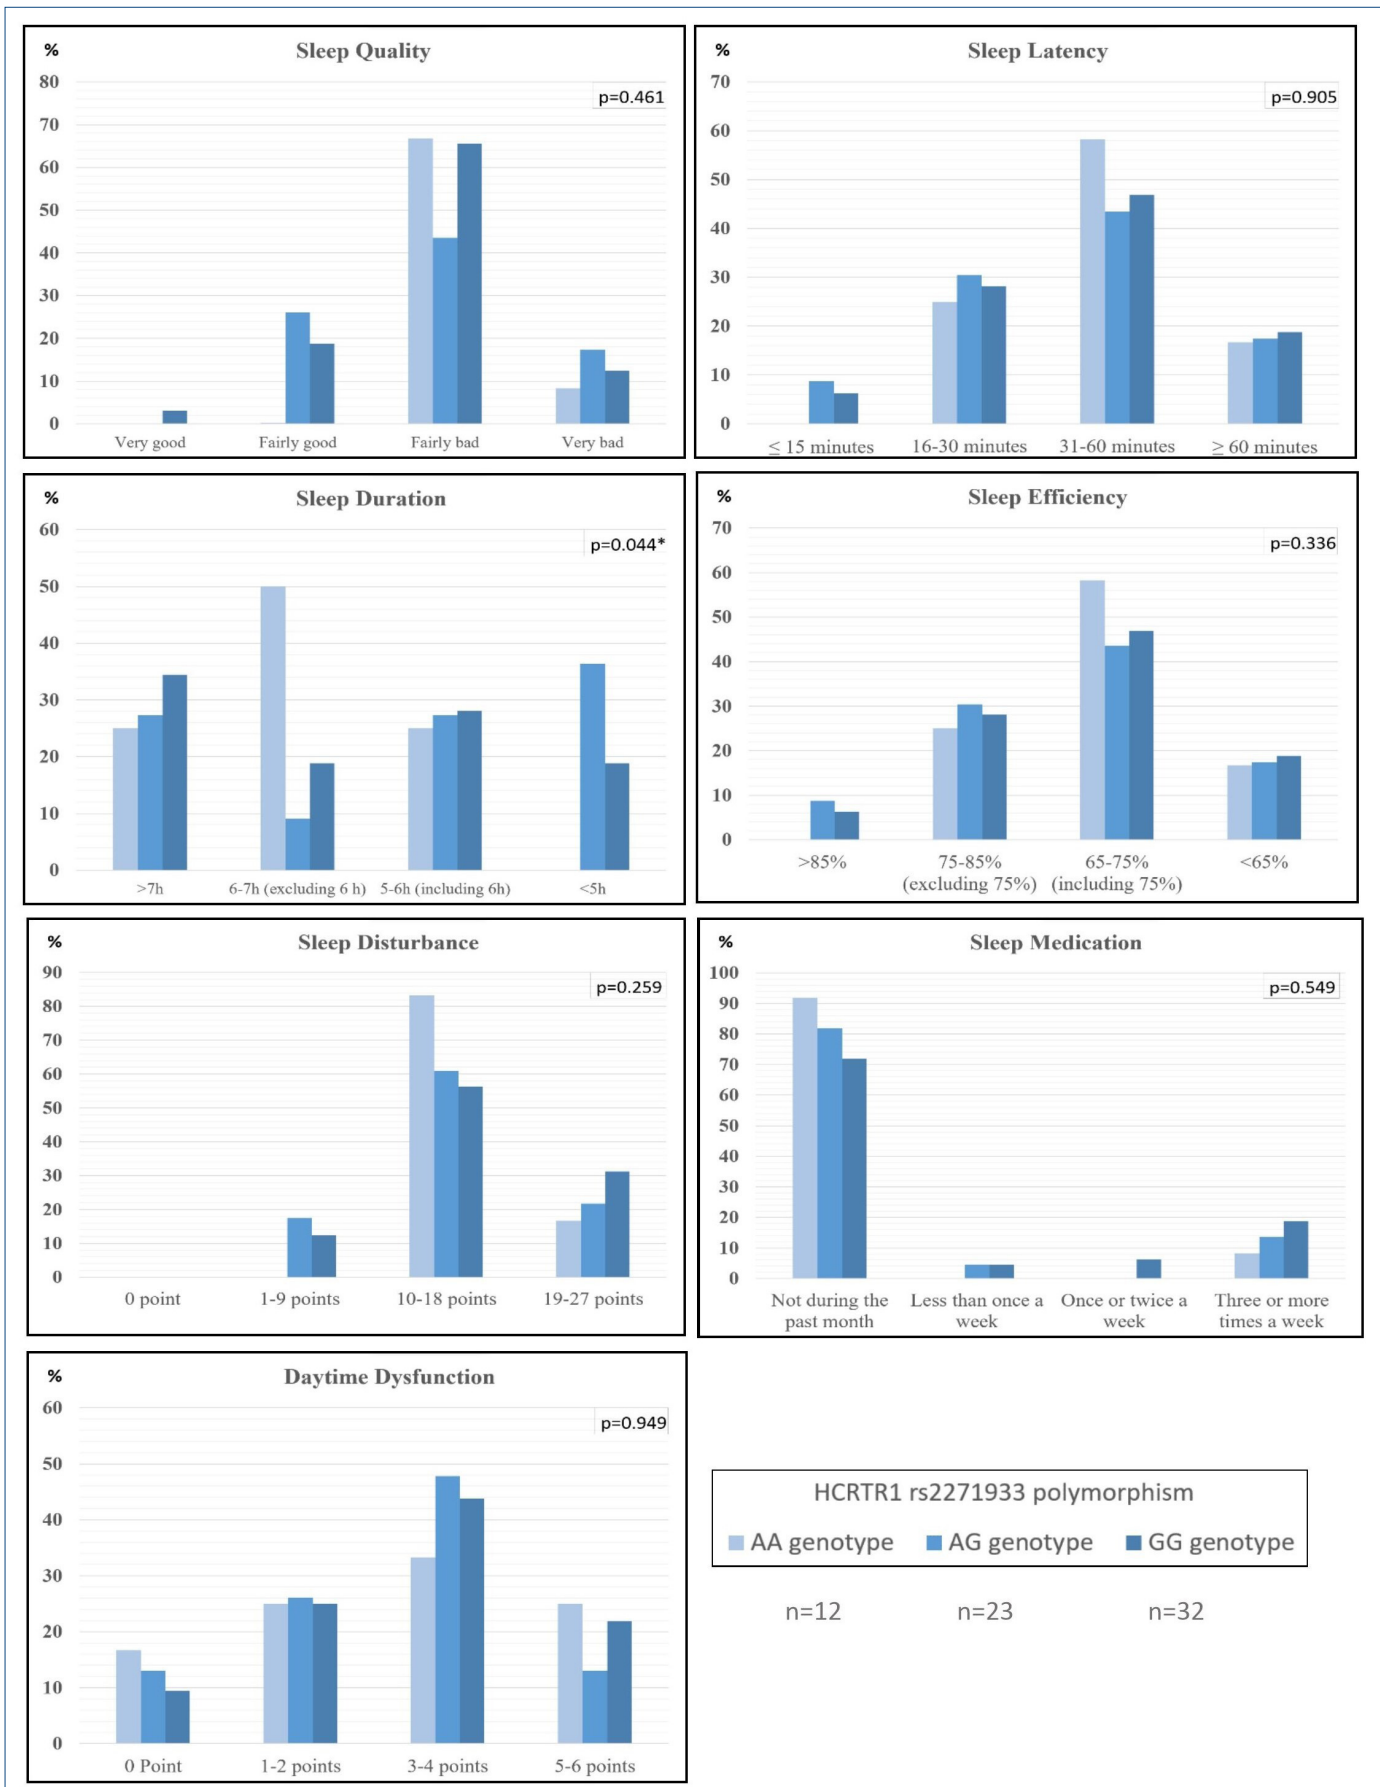 % Sleep Quality
p=0.461
80
70
60
50
40
30
20
10
0
Very good Fairly good Fairly bad Very bad
% Sleep Latency
p=0.905
70
60
50
40
30
20
10
0
≤ 15 minutes 16-30 minutes 31-60 minutes ≥ 60 minutes
% Sleep Duration
p=0.044*
60
50
40
30
20
10
0
>7h 6-7h (excluding 6 h) 5-6h (including 6h) <5h
% Sleep Efficiency
p=0.336
70
60
50
40
30
20
10
0
>85% 75-85% 65-75% <65%
(excluding 75%) (including 75%)
% Sleep Disturbance
p=0.259
90
80
70
60
50
40
30
20
10
0
0 point 1-9 points 10-18 points 19-27 points
% Sleep Medication
p=0.549
100
90
80
70
60
50
40
30
20
10
0
Not during the Less than once a Once or twice a Three or more
past month week week times a week
% Daytime Dysfunction
p=0.949
60
50
40
30
20
10
0
0 Point 1-2 points 3-4 points 5-6 points
HCRTR1 rs2271933 polymorphism
AA genotype AG genotype GG genotype
n=12 n=23 n=32